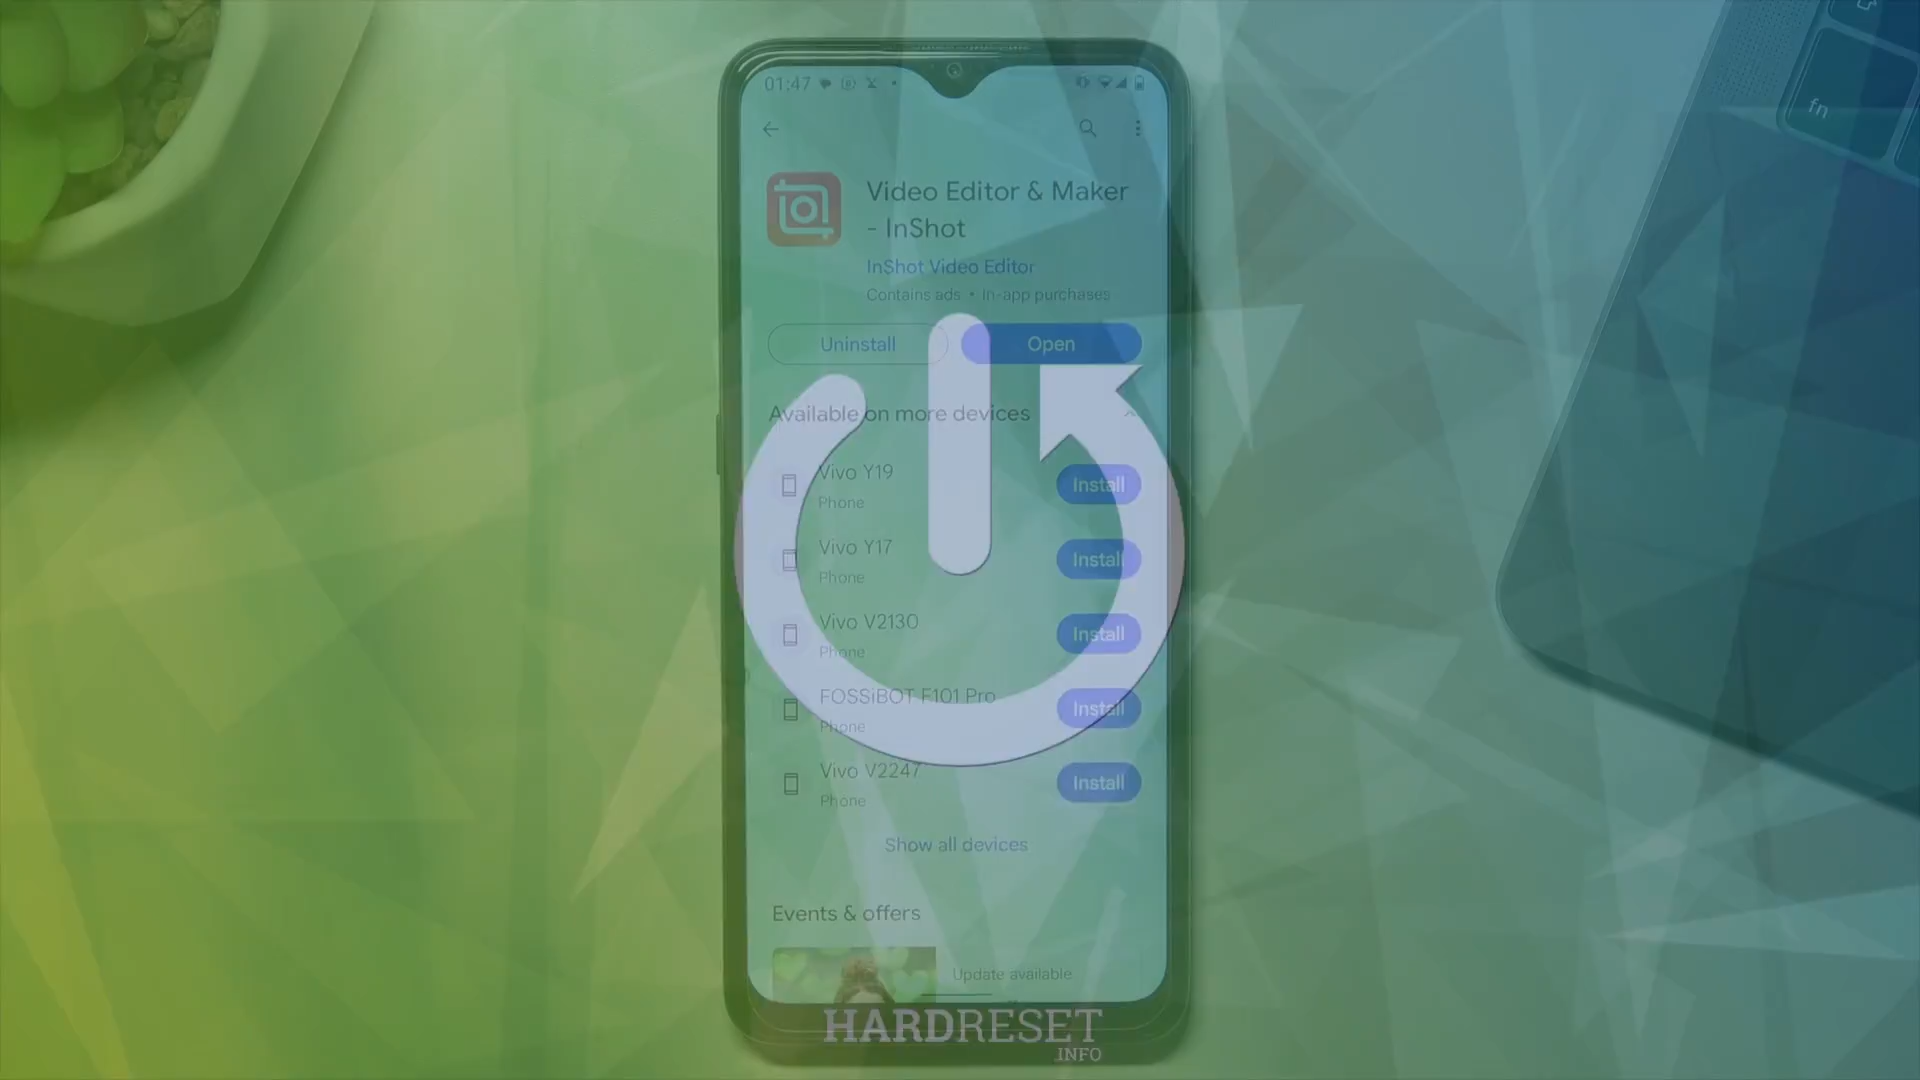 01:47
fn
Video Editor & Maker
- InShot
InShot Video Editor
Contains ads • In-app purchases
Uninstall
Open
Available on more devices
Vivo Y19
Phone
Install
Vivo Y17
Phone
Install
Vivo V2130
Phone
Install
FOSSiBOT F101 Pro
Phone
Install
Vivo V2247
Phone
Install
Show all devices
Events & offers
Update available
HARDRESET
.INFO